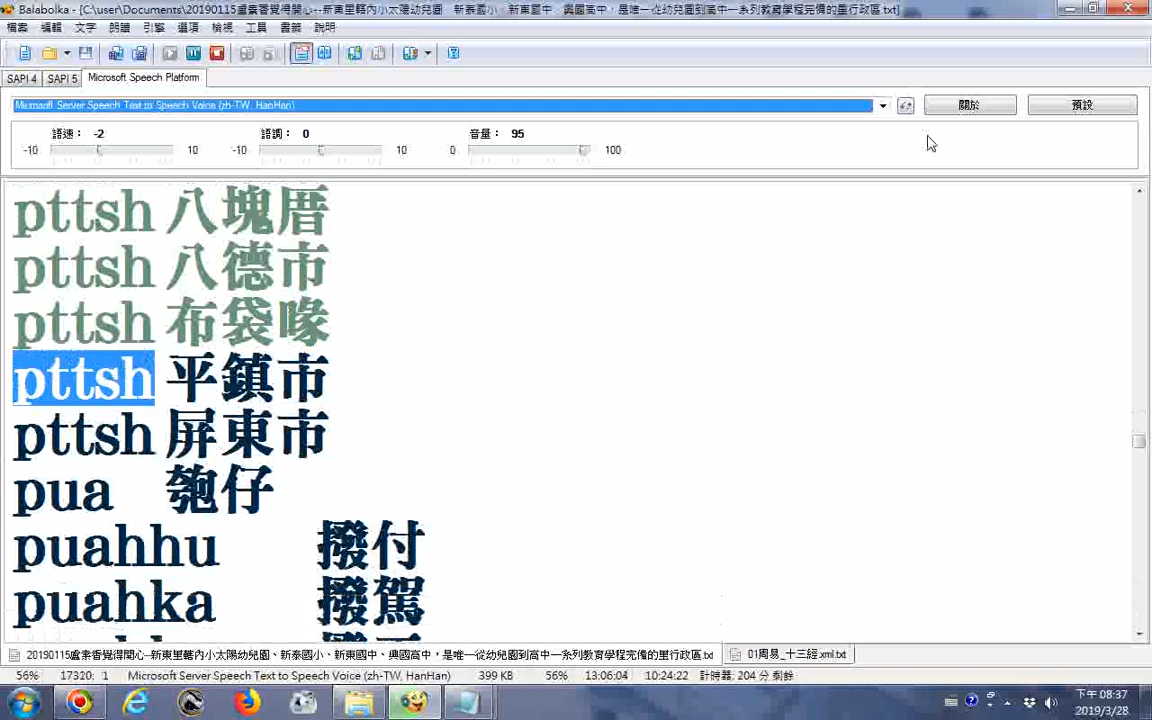 Balabolka - [C:\user\Documents\20190115盧素香覺得開心--新東里轄內小太陽幼兒園、新泰國小、新東國中、興國高中，是唯一從幼兒園到高中一系列教育學程完備的里行政區.txt]
檔案 編輯 文字 朗讀 引擎 選項 檢視 工具 書籤 說明
SAPI 4 SAPI 5 Microsoft Speech Platform
Microsoft Server Speech Text to Speech Voice (zh-TW, HanHan) 關於 預設
語速： -2 語調： 0 音量： 95
-10 10 -10 10 0 100
pttsh 八塊厝
pttsh 八德市
pttsh 布袋喙
pttsh 平鎮市
pttsh 屏東市
pua 匏仔
puahhu 撥付
puahka 撥駕
20190115盧素香覺得開心--新東里轄內小太陽幼兒園、新泰國小、新東國中、興國高中，是唯一從幼兒園到高中一系列教育學程完備的里行政區.txt 01周易_十三經.xml.txt
56% 17320: 1 Microsoft Server Speech Text to Speech Voice (zh-TW, HanHan) 399 KB 56% 13:06:04 10:24:22 計時器: 204 分 剩餘
下午 08:37
2019/3/28